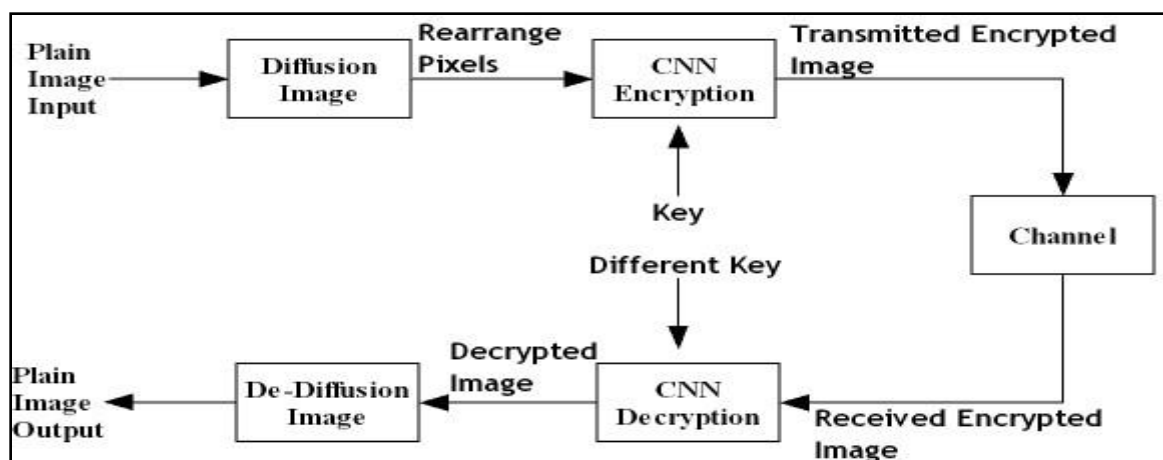 Plain
Image
Input
Diffusion
Image
Rearrange
Pixels
CNN
Encryption
Transmitted Encrypted
Image
Key
Channel
Different Key
Plain
Image
Output
De-Diffusion
Image
Decrypted
Image
CNN
Decryption
Received Encrypted
Image